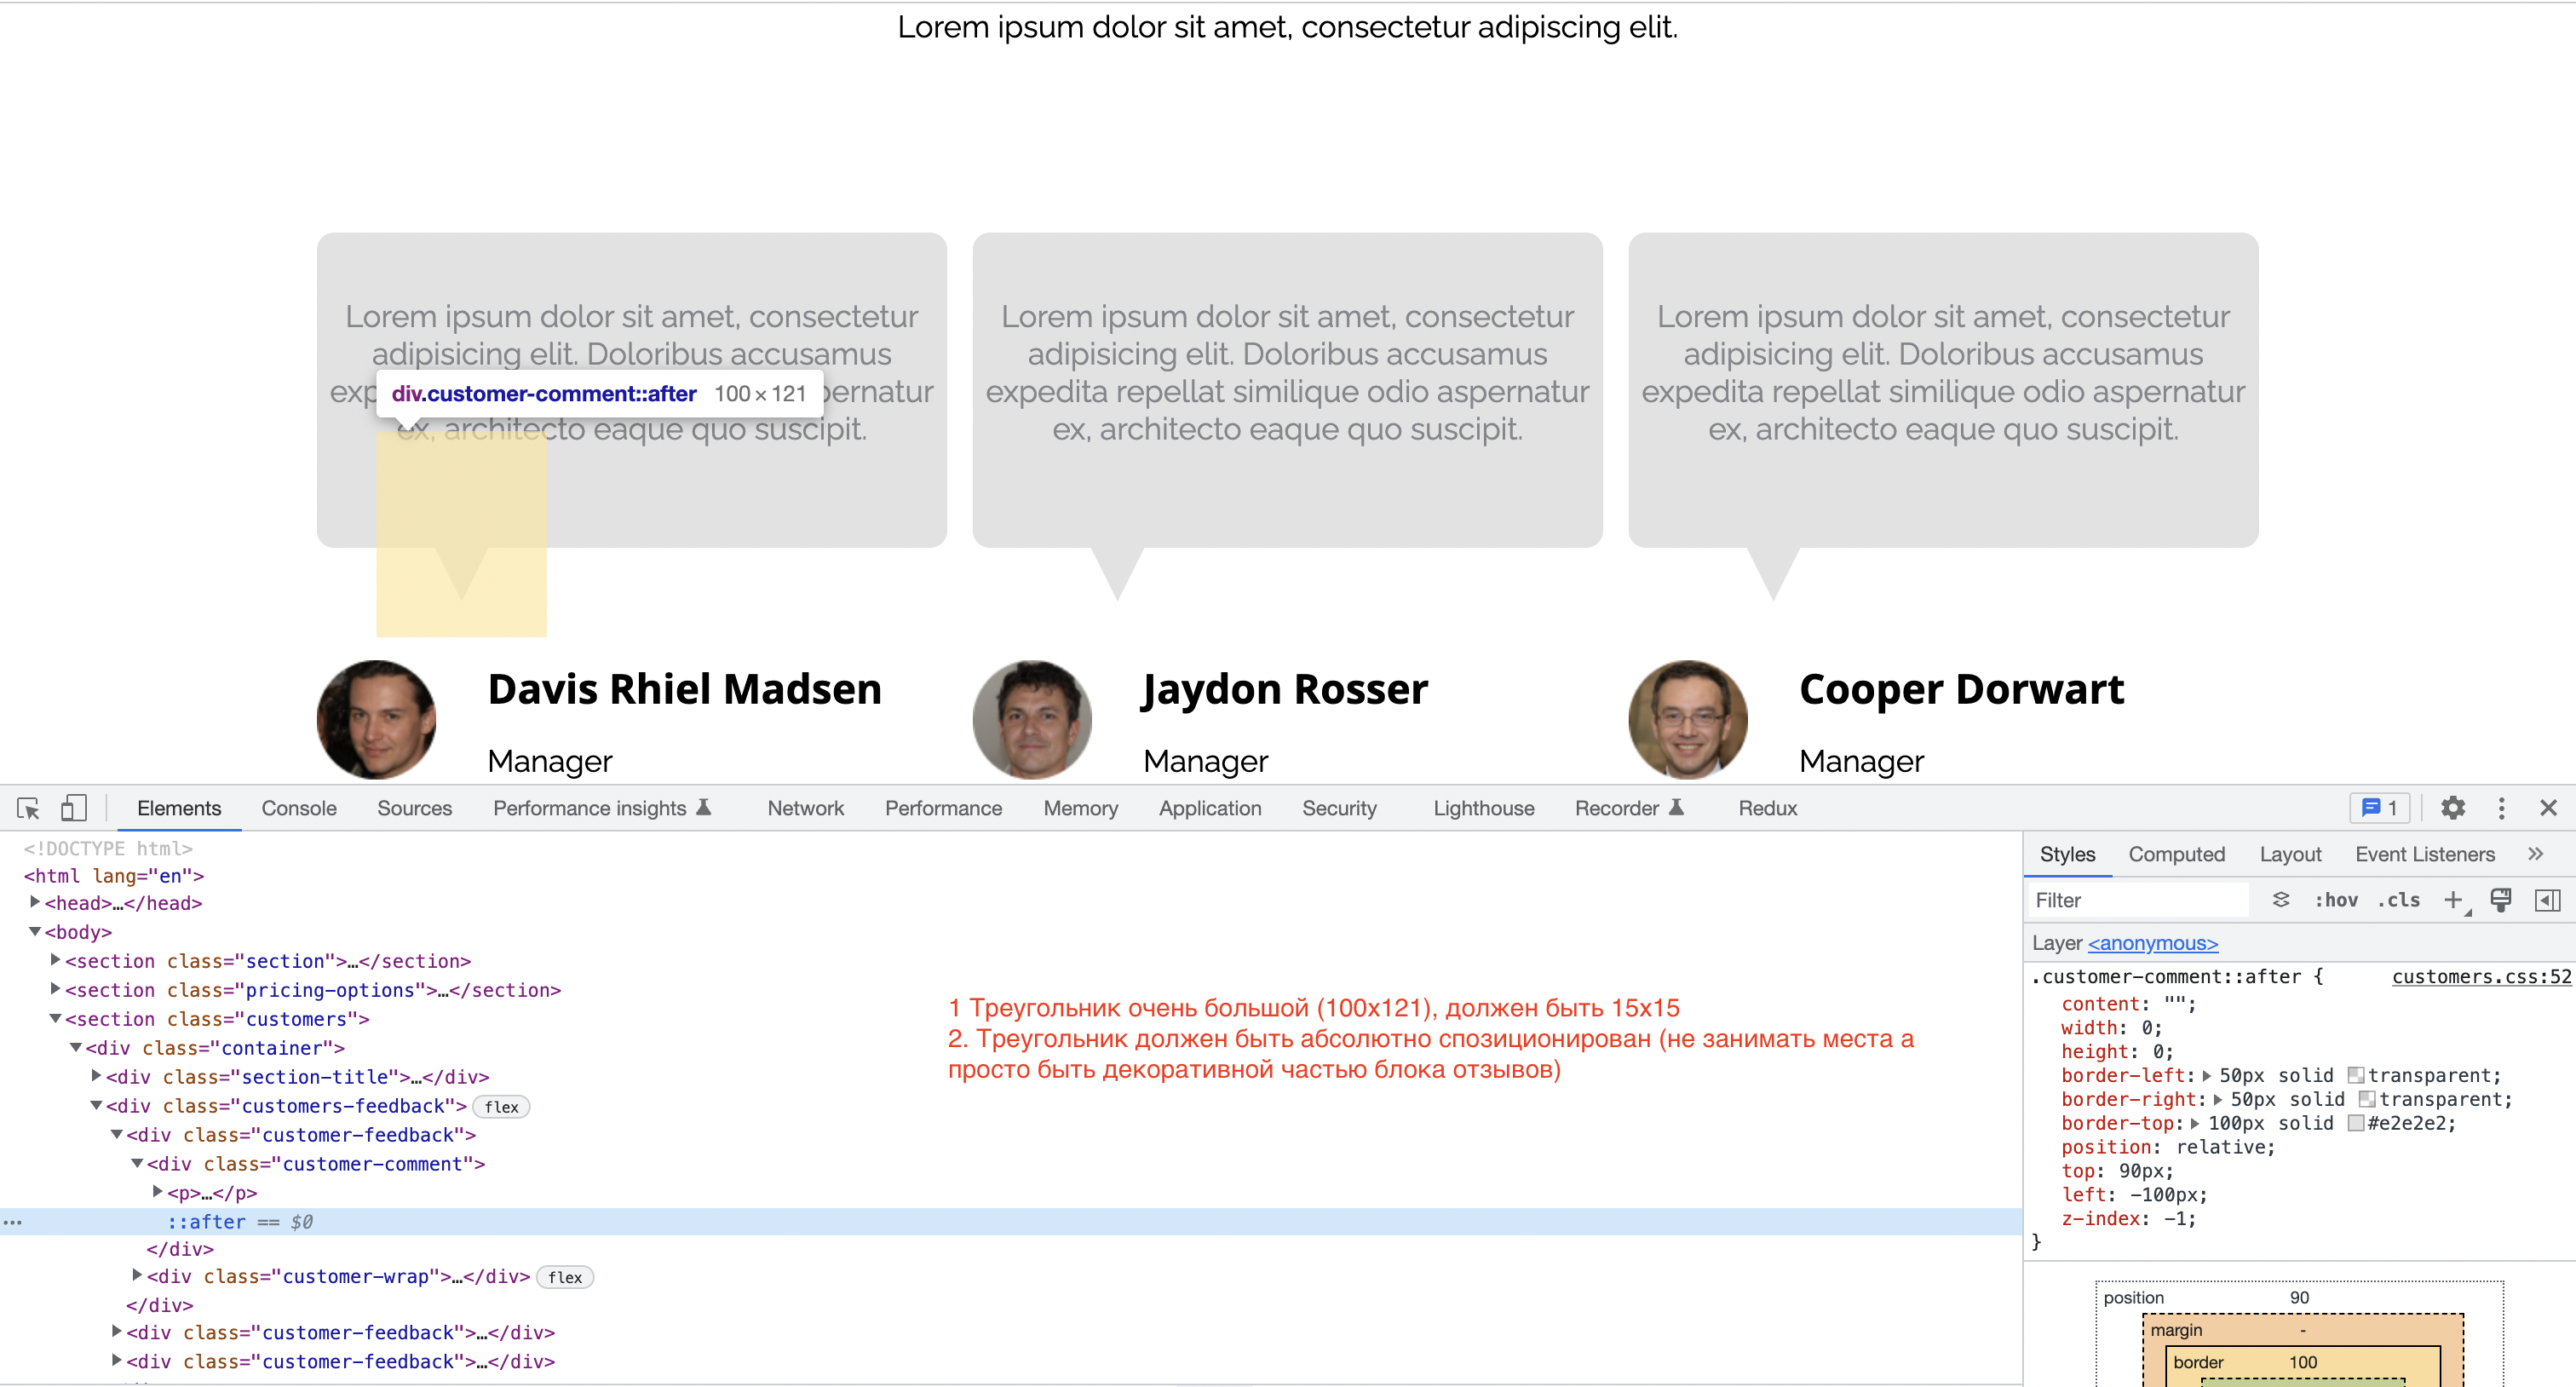 Lorem ipsum dolor sit amet, consectetur adipiscing elit.
Lorem ipsum dolor sit amet, consectetur
adipisicing elit. Doloribus accusamus
exp pernatur
ex, architecto eaque quo suscipit.
div.customer-comment::after 100 × 121
Lorem ipsum dolor sit amet, consectetur
adipisicing elit. Doloribus accusamus
expedita repellat similique odio aspernatur
ex, architecto eaque quo suscipit.
Lorem ipsum dolor sit amet, consectetur
adipisicing elit. Doloribus accusamus
expedita repellat similique odio aspernatur
ex, architecto eaque quo suscipit.
Davis Rhiel Madsen
Manager
Jaydon Rosser
Manager
Cooper Dorwart
Manager
Elements Console Sources Performance insights Network Performance Memory Application Security Lighthouse Recorder Redux 1
<!DOCTYPE html>
<html lang="en">
<head>…</head>
<body>
<section class="section">…</section>
<section class="pricing-options">…</section>
<section class="customers">
<div class="container">
<div class="section-title">…</div>
<div class="customers-feedback"> flex
<div class="customer-feedback">
<div class="customer-comment">
<p>…</p>
::after == $0
</div>
<div class="customer-wrap">…</div> flex
</div>
<div class="customer-feedback">…</div>
<div class="customer-feedback">…</div>
1 Треугольник очень большой (100x121), должен быть 15x15
2. Треугольник должен быть абсолютно спозиционирован (не занимать места а
просто быть декоративной частью блока отзывов)
Styles Computed Layout Event Listeners »
Filter :hov .cls +
Layer <anonymous>
.customer-comment::after { customers.css:52
content: "";
width: 0;
height: 0;
border-left: 50px solid transparent;
border-right: 50px solid transparent;
border-top: 100px solid #e2e2e2;
position: relative;
top: 90px;
left: -100px;
z-index: -1;
}
position 90
margin -
border 100